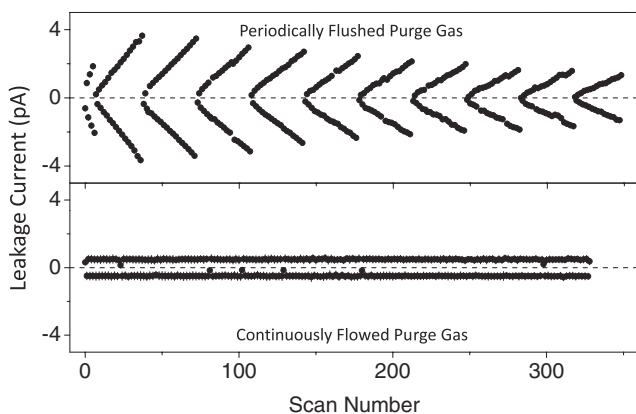 Periodically Flushed Purge Gas
4
0
-4
Leakage Current (pA)
4
0
-4
Continuously Flowed Purge Gas
0 100 200 300
Scan Number